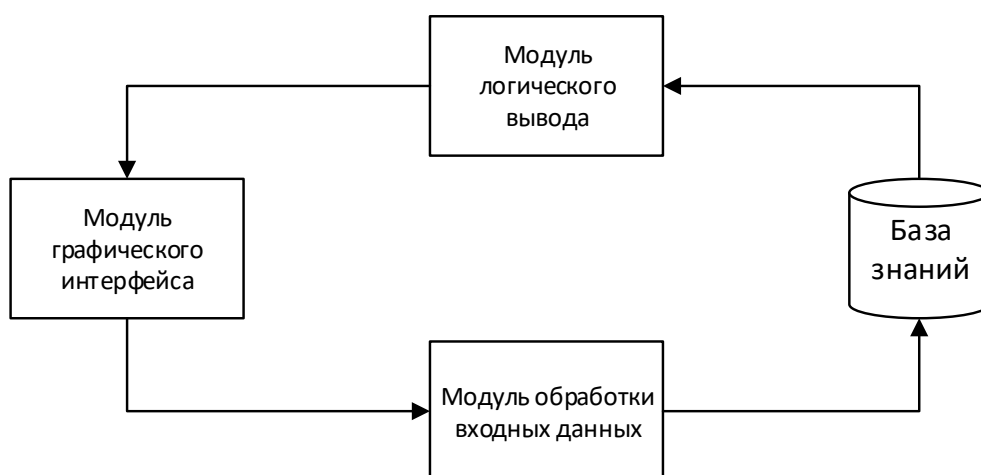 Модуль
логического
вывода
Модуль
графического
интерфейса
База
знаний
Модуль обработки
входных данных